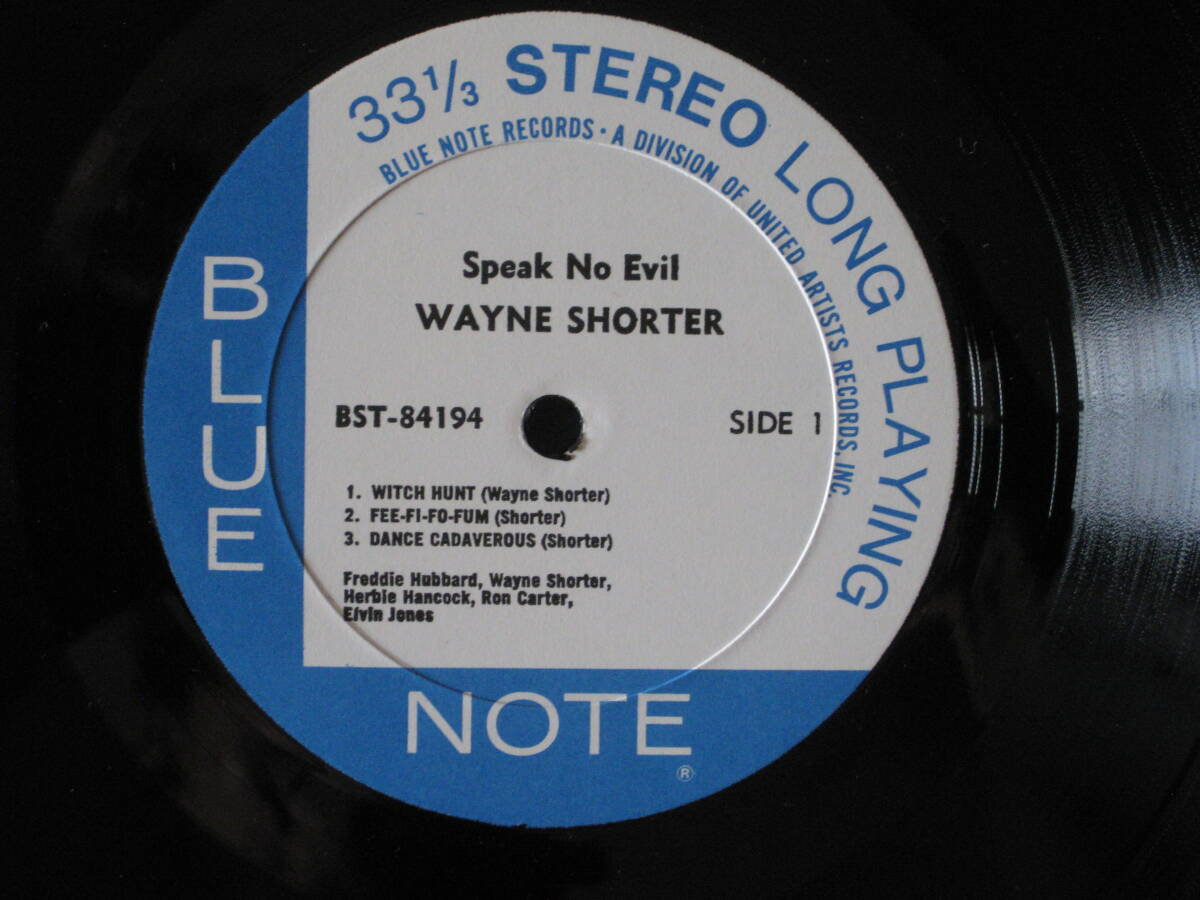 33 1/3 STEREO LONG PLAYING
BLUE NOTE RECORDS · A DIVISION OF UNITED ARTISTS RECORDS, INC.
Speak No Evil
WAYNE SHORTER
BST-84194
SIDE 1
1. WITCH HUNT (Wayne Shorter)
2. FEE-FI-FO-FUM (Shorter)
3. DANCE CADAVEROUS (Shorter)
Freddie Hubbard, Wayne Shorter,
Herbie Hancock, Ron Carter,
Elvin Jones
BLUE
NOTE
®